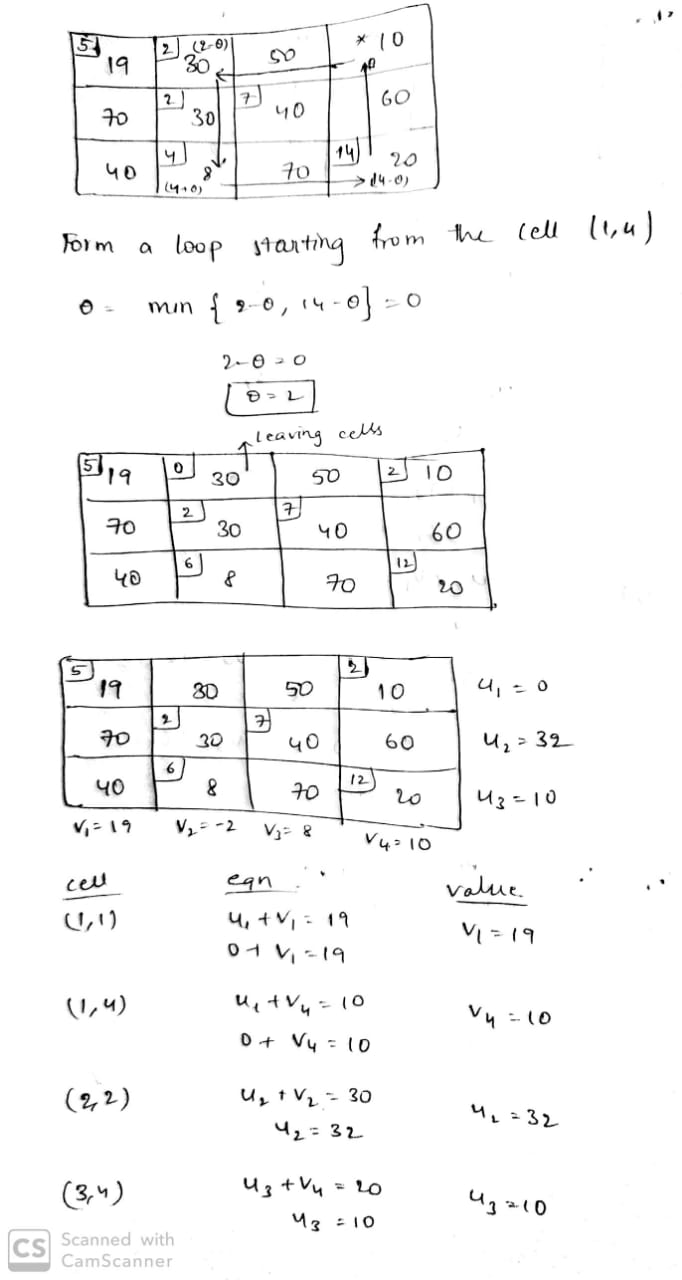 5 19 2 (2-θ) 30 50 * 10
70 2 30 7 40 60
40 4 8 (4+θ) 70 14 20 (14-θ)
Form a loop starting from the cell (1,4)
θ = min { 2-θ, 14-θ} = 0
2-θ = 0
θ = 2
leaving cells
5 19 0 30 50 2 10
70 2 30 7 40 60
40 6 8 70 12 20
5 19 30 50 2 10 u₁ = 0
70 2 30 7 40 60 u₂ = 32
40 6 8 70 12 20 u₃ = 10
V₁ = 19 V₂ = -2 V₃ = 8 V₄ = 10
cell eqn value.
(1,1) u₁ + V₁ = 19 V₁ = 19
0 + V₁ = 19
(1,4) u₁ + V₄ = 10 V₄ = 10
0 + V₄ = 10
(2,2) u₂ + V₂ = 30 u₂ = 32
u₂ = 32
(3,4) u₃ + V₄ = 20 u₃ = 10
u₃ = 10
CS Scanned with
CamScanner